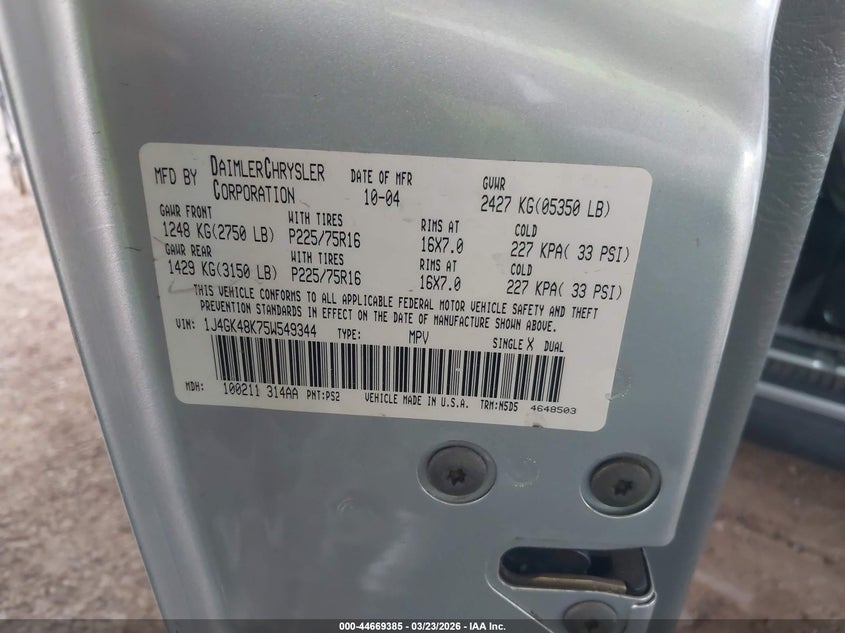 MFD BY DAIMLERCHRYSLER CORPORATION DATE OF MFR 10-04 GVWR 2427 KG(05350 LB)
GAWR FRONT WITH TIRES RIMS AT COLD
1248 KG(2750 LB) P225/75R16 16X7.0 227 KPA( 33 PSI)
GAWR REAR WITH TIRES RIMS AT COLD
1429 KG(3150 LB) P225/75R16 16X7.0 227 KPA( 33 PSI)
THIS VEHICLE CONFORMS TO ALL APPLICABLE FEDERAL MOTOR VEHICLE SAFETY AND THEFT
PREVENTION STANDARDS IN EFFECT ON THE DATE OF MANUFACTURE SHOWN ABOVE.
VIN: 1J4GK48K75W549344 TYPE: MPV SINGLE X DUAL
MDH: 100211 314AA PNT:PS2 VEHICLE MADE IN U.S.A. TRM:N5D5 4648503
000-44669385 | 03/23/2026 | IAA Inc.